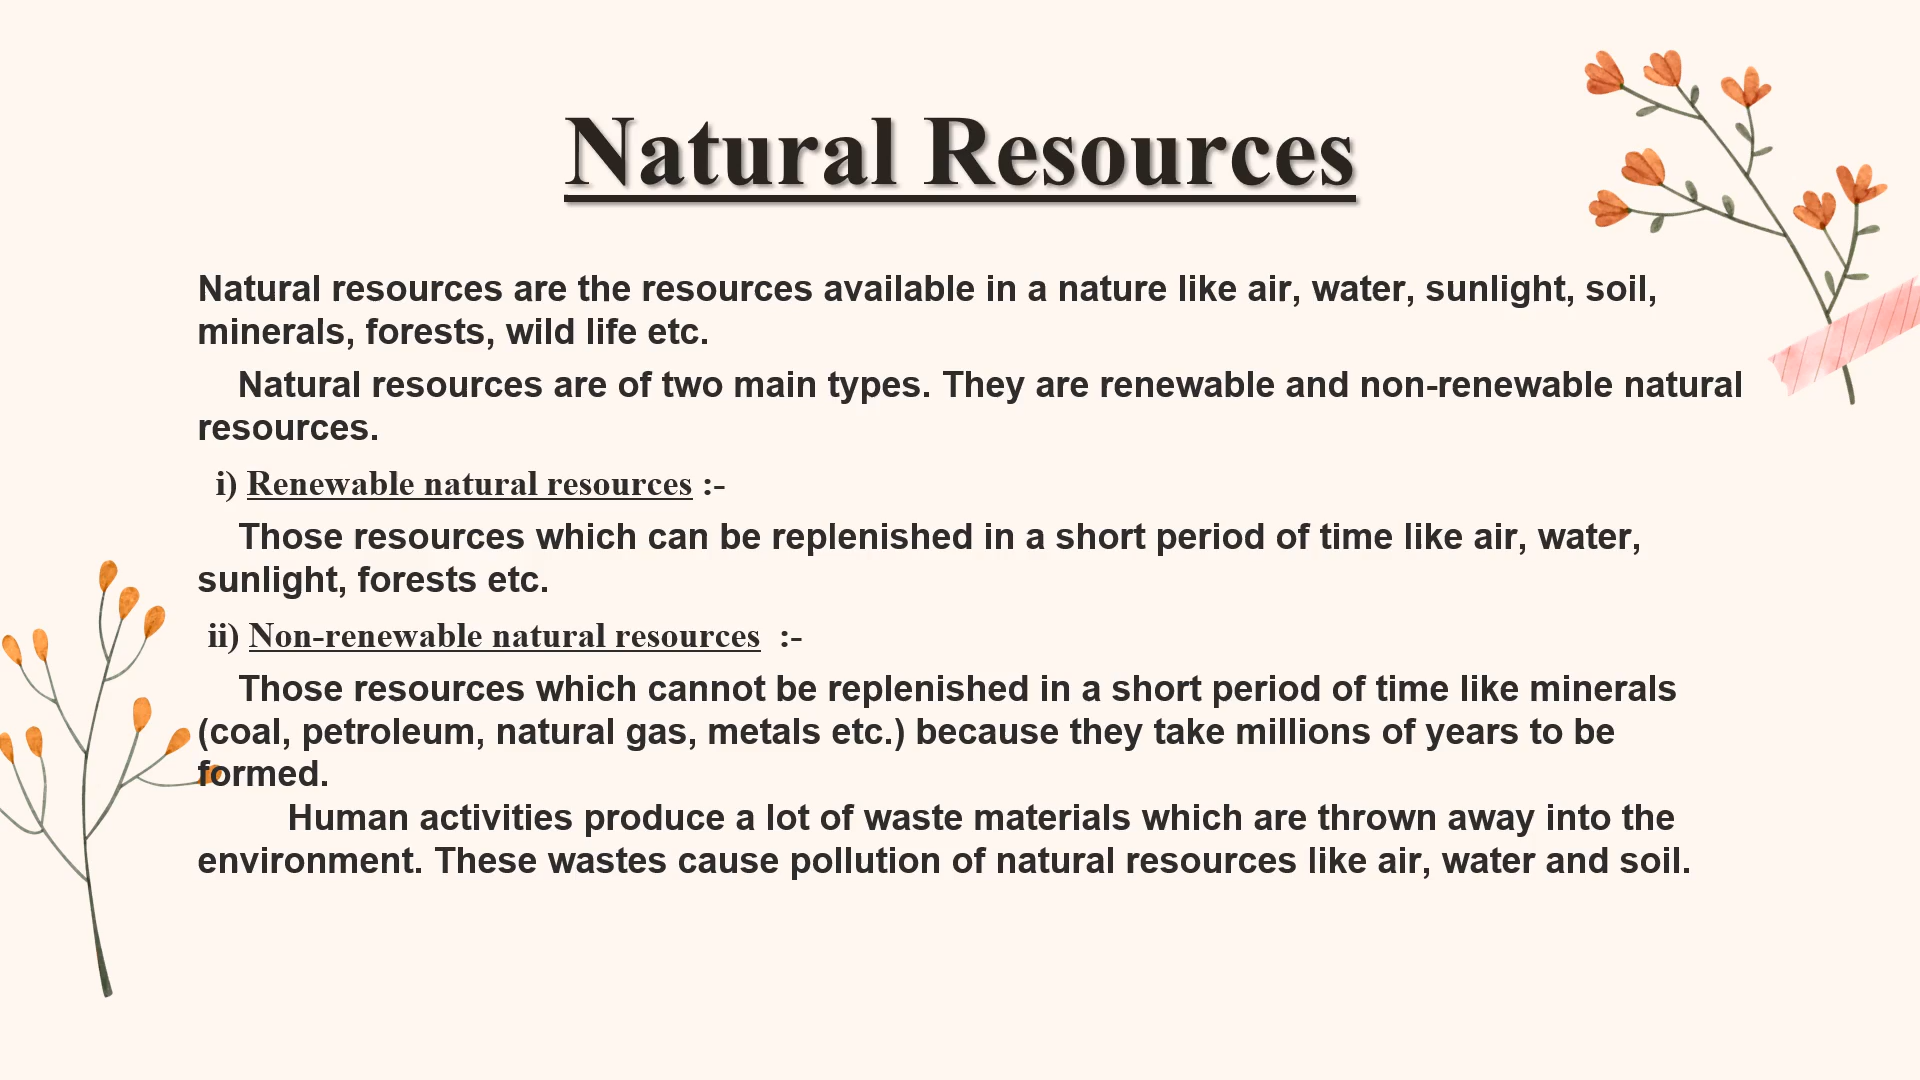 Natural Resources
Natural resources are the resources available in a nature like air, water, sunlight, soil,
minerals, forests, wild life etc.
Natural resources are of two main types. They are renewable and non-renewable natural
resources.
i) Renewable natural resources :-
Those resources which can be replenished in a short period of time like air, water,
sunlight, forests etc.
ii) Non-renewable natural resources :-
Those resources which cannot be replenished in a short period of time like minerals
(coal, petroleum, natural gas, metals etc.) because they take millions of years to be
formed.
Human activities produce a lot of waste materials which are thrown away into the
environment. These wastes cause pollution of natural resources like air, water and soil.